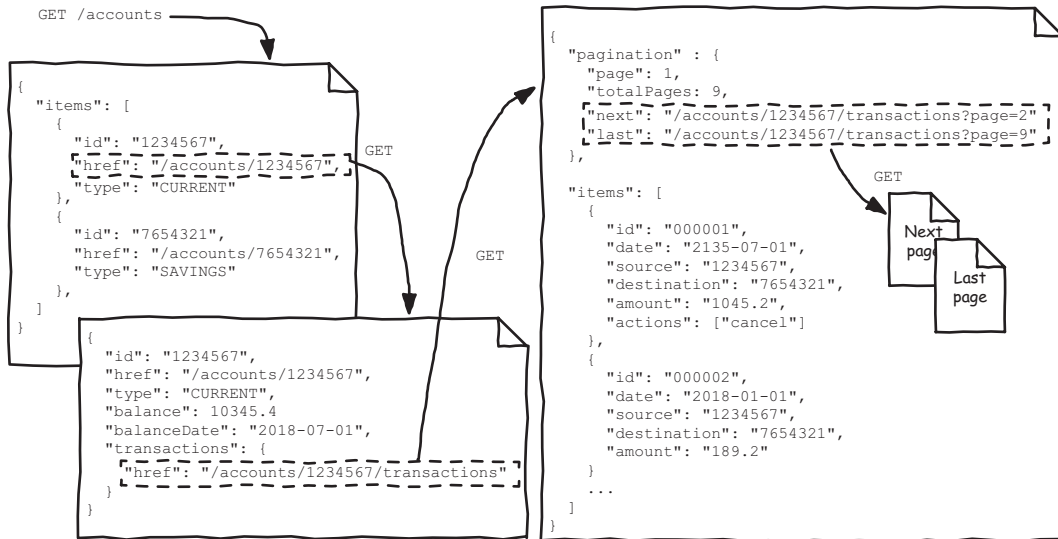 GET /accounts
{
"items": [
{
"id": "1234567",
"href": "/accounts/1234567",
"type": "CURRENT"
},
{
"id": "7654321",
"href": "/accounts/7654321",
"type": "SAVINGS"
},
]
}
GET
{
"id": "1234567",
"href": "/accounts/1234567",
"type": "CURRENT",
"balance": 10345.4
"balanceDate": "2018-07-01",
"transactions": {
"href": "/accounts/1234567/transactions"
}
}
GET
{
"pagination" : {
"page": 1,
"totalPages: 9,
"next": "/accounts/1234567/transactions?page=2"
"last": "/accounts/1234567/transactions?page=9"
},
"items": [
{
"id": "000001",
"date": "2135-07-01",
"source": "1234567",
"destination": "7654321",
"amount": "1045.2",
"actions": ["cancel"]
},
{
"id": "000002",
"date": "2018-01-01",
"source": "1234567",
"destination": "7654321",
"amount": "189.2"
}
...
]
}
GET
Next
page
Last
page